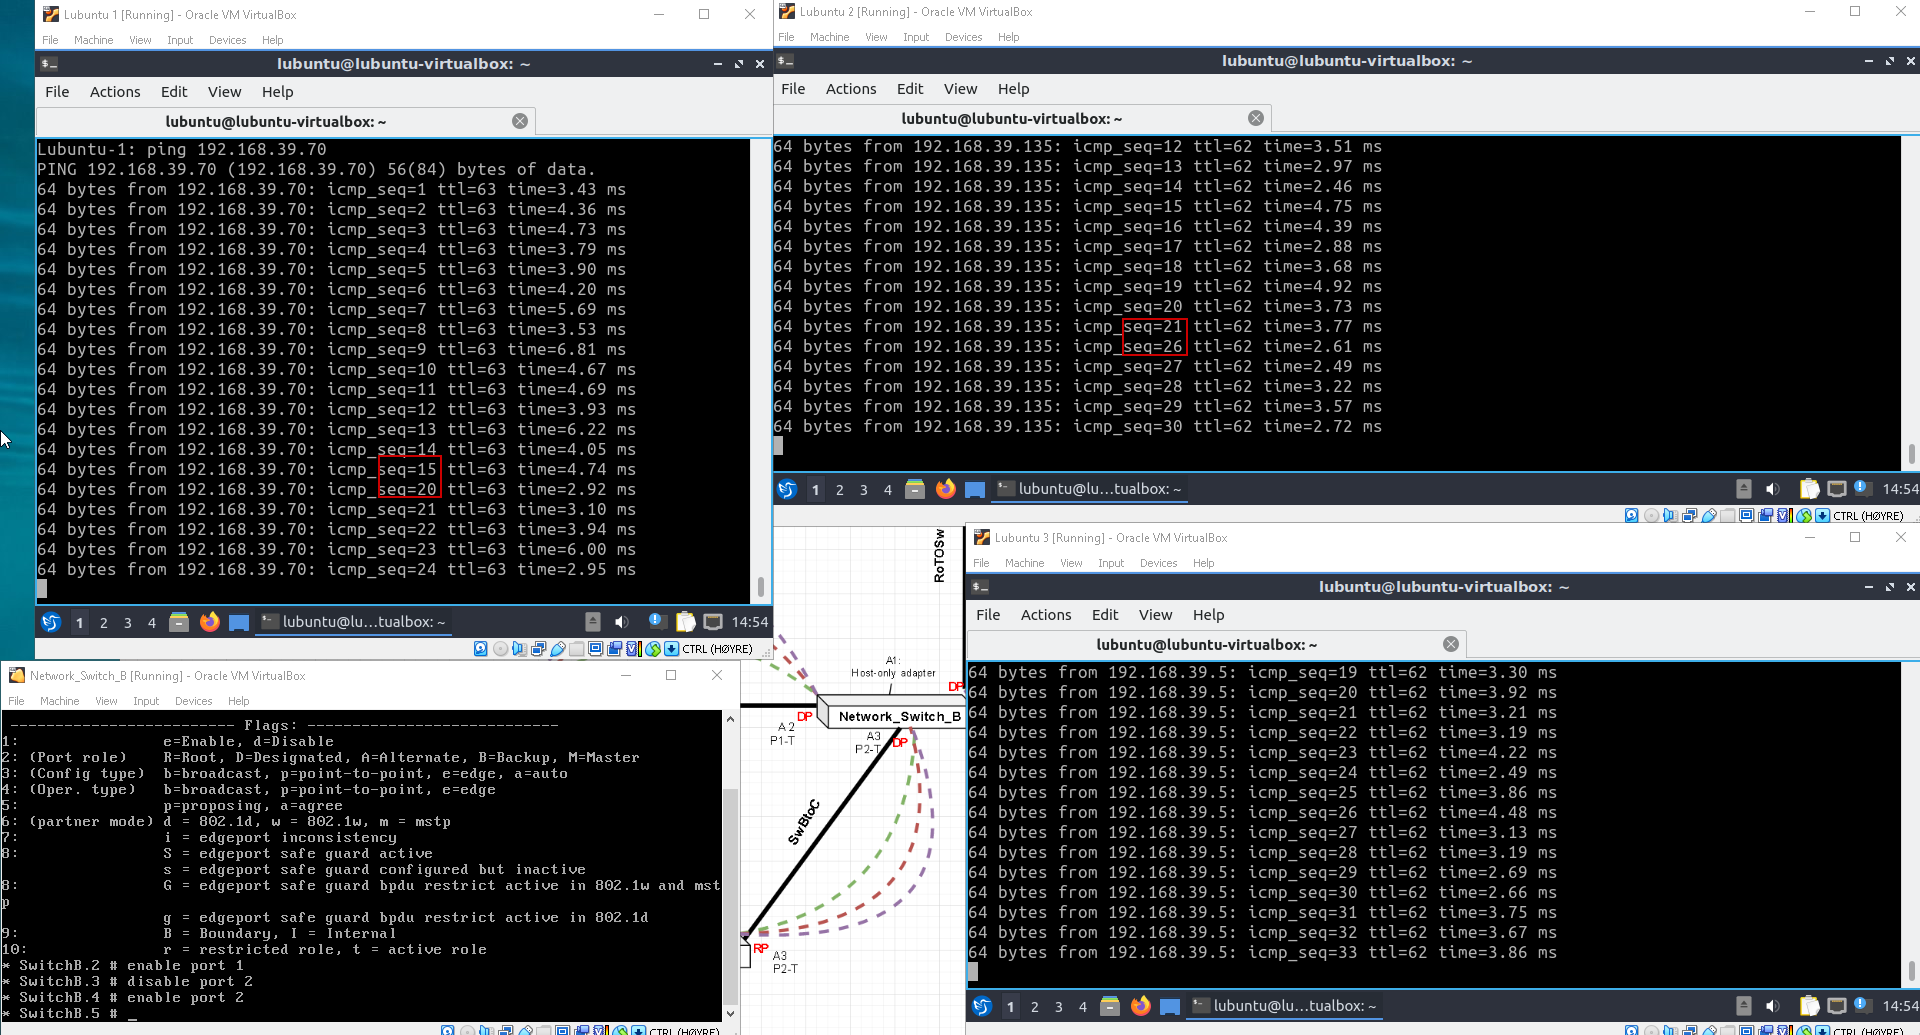 Lubuntu 1 [Running] - Oracle VM VirtualBox
File Machine View Input Devices Help
lubuntu@lubuntu-virtualbox: ~
File Actions Edit View Help
lubuntu@lubuntu-virtualbox: ~
Lubuntu-1: ping 192.168.39.70
PING 192.168.39.70 (192.168.39.70) 56(84) bytes of data.
64 bytes from 192.168.39.70: icmp_seq=1 ttl=63 time=3.43 ms
64 bytes from 192.168.39.70: icmp_seq=2 ttl=63 time=4.36 ms
64 bytes from 192.168.39.70: icmp_seq=3 ttl=63 time=4.73 ms
64 bytes from 192.168.39.70: icmp_seq=4 ttl=63 time=3.79 ms
64 bytes from 192.168.39.70: icmp_seq=5 ttl=63 time=3.90 ms
64 bytes from 192.168.39.70: icmp_seq=6 ttl=63 time=4.20 ms
64 bytes from 192.168.39.70: icmp_seq=7 ttl=63 time=5.69 ms
64 bytes from 192.168.39.70: icmp_seq=8 ttl=63 time=3.53 ms
64 bytes from 192.168.39.70: icmp_seq=9 ttl=63 time=6.81 ms
64 bytes from 192.168.39.70: icmp_seq=10 ttl=63 time=4.67 ms
64 bytes from 192.168.39.70: icmp_seq=11 ttl=63 time=4.69 ms
64 bytes from 192.168.39.70: icmp_seq=12 ttl=63 time=3.93 ms
64 bytes from 192.168.39.70: icmp_seq=13 ttl=63 time=6.22 ms
64 bytes from 192.168.39.70: icmp_seq=14 ttl=63 time=4.05 ms
64 bytes from 192.168.39.70: icmp_seq=15 ttl=63 time=4.74 ms
64 bytes from 192.168.39.70: icmp_seq=20 ttl=63 time=2.92 ms
64 bytes from 192.168.39.70: icmp_seq=21 ttl=63 time=3.10 ms
64 bytes from 192.168.39.70: icmp_seq=22 ttl=63 time=3.94 ms
64 bytes from 192.168.39.70: icmp_seq=23 ttl=63 time=6.00 ms
64 bytes from 192.168.39.70: icmp_seq=24 ttl=63 time=2.95 ms
1 2 3 4 lubuntu@lu...tualbox: ~ 14:54
CTRL (HØYRE)
Lubuntu 2 [Running] - Oracle VM VirtualBox
File Machine View Input Devices Help
lubuntu@lubuntu-virtualbox: ~
File Actions Edit View Help
lubuntu@lubuntu-virtualbox: ~
64 bytes from 192.168.39.135: icmp_seq=12 ttl=62 time=3.51 ms
64 bytes from 192.168.39.135: icmp_seq=13 ttl=62 time=2.97 ms
64 bytes from 192.168.39.135: icmp_seq=14 ttl=62 time=2.46 ms
64 bytes from 192.168.39.135: icmp_seq=15 ttl=62 time=4.75 ms
64 bytes from 192.168.39.135: icmp_seq=16 ttl=62 time=4.39 ms
64 bytes from 192.168.39.135: icmp_seq=17 ttl=62 time=2.88 ms
64 bytes from 192.168.39.135: icmp_seq=18 ttl=62 time=3.68 ms
64 bytes from 192.168.39.135: icmp_seq=19 ttl=62 time=4.92 ms
64 bytes from 192.168.39.135: icmp_seq=20 ttl=62 time=3.73 ms
64 bytes from 192.168.39.135: icmp_seq=21 ttl=62 time=3.77 ms
64 bytes from 192.168.39.135: icmp_seq=26 ttl=62 time=2.61 ms
64 bytes from 192.168.39.135: icmp_seq=27 ttl=62 time=2.49 ms
64 bytes from 192.168.39.135: icmp_seq=28 ttl=62 time=3.22 ms
64 bytes from 192.168.39.135: icmp_seq=29 ttl=62 time=3.57 ms
64 bytes from 192.168.39.135: icmp_seq=30 ttl=62 time=2.72 ms
1 2 3 4 lubuntu@lu...tualbox: ~ 14:54
CTRL (HØYRE)
Network_Switch_B [Running] - Oracle VM VirtualBox
File Machine View Input Devices Help
------------------------- Flags: ----------------------------
1: e=Enable, d=Disable
2: (Port role) R=Root, D=Designated, A=Alternate, B=Backup, M=Master
3: (Config type) b=broadcast, p=point-to-point, e=edge, a=auto
4: (Oper. type) b=broadcast, p=point-to-point, e=edge
5: p=proposing, a=agree
6: (partner mode) d = 802.1d, w = 802.1w, m = mstp
7: i = edgeport inconsistency
8: S = edgeport safe guard active
s = edgeport safe guard configured but inactive
8: G = edgeport safe guard bpdu restrict active in 802.1w and mst
p
g = edgeport safe guard bpdu restrict active in 802.1d
9: B = Boundary, I = Internal
10: r = restricted role, t = active role
* SwitchB.2 # enable port 1
* SwitchB.3 # disable port 2
* SwitchB.4 # enable port 2
* SwitchB.5 # _
CTRL (HØYRE)
RoTOSw
A1:
Host-only adapter
DP
DP
Network_Switch_B
A 2
P1-T
A3
P2-T
DP
SwBtoC
RP
A3
P2-T
Lubuntu 3 [Running] - Oracle VM VirtualBox
File Machine View Input Devices Help
lubuntu@lubuntu-virtualbox: ~
File Actions Edit View Help
lubuntu@lubuntu-virtualbox: ~
64 bytes from 192.168.39.5: icmp_seq=19 ttl=62 time=3.30 ms
64 bytes from 192.168.39.5: icmp_seq=20 ttl=62 time=3.92 ms
64 bytes from 192.168.39.5: icmp_seq=21 ttl=62 time=3.21 ms
64 bytes from 192.168.39.5: icmp_seq=22 ttl=62 time=3.19 ms
64 bytes from 192.168.39.5: icmp_seq=23 ttl=62 time=4.22 ms
64 bytes from 192.168.39.5: icmp_seq=24 ttl=62 time=2.49 ms
64 bytes from 192.168.39.5: icmp_seq=25 ttl=62 time=3.86 ms
64 bytes from 192.168.39.5: icmp_seq=26 ttl=62 time=4.48 ms
64 bytes from 192.168.39.5: icmp_seq=27 ttl=62 time=3.13 ms
64 bytes from 192.168.39.5: icmp_seq=28 ttl=62 time=3.19 ms
64 bytes from 192.168.39.5: icmp_seq=29 ttl=62 time=2.69 ms
64 bytes from 192.168.39.5: icmp_seq=30 ttl=62 time=2.66 ms
64 bytes from 192.168.39.5: icmp_seq=31 ttl=62 time=3.75 ms
64 bytes from 192.168.39.5: icmp_seq=32 ttl=62 time=3.67 ms
64 bytes from 192.168.39.5: icmp_seq=33 ttl=62 time=3.86 ms
1 2 3 4 lubuntu@lu...tualbox: ~ 14:54
CTRL (HØYRE)